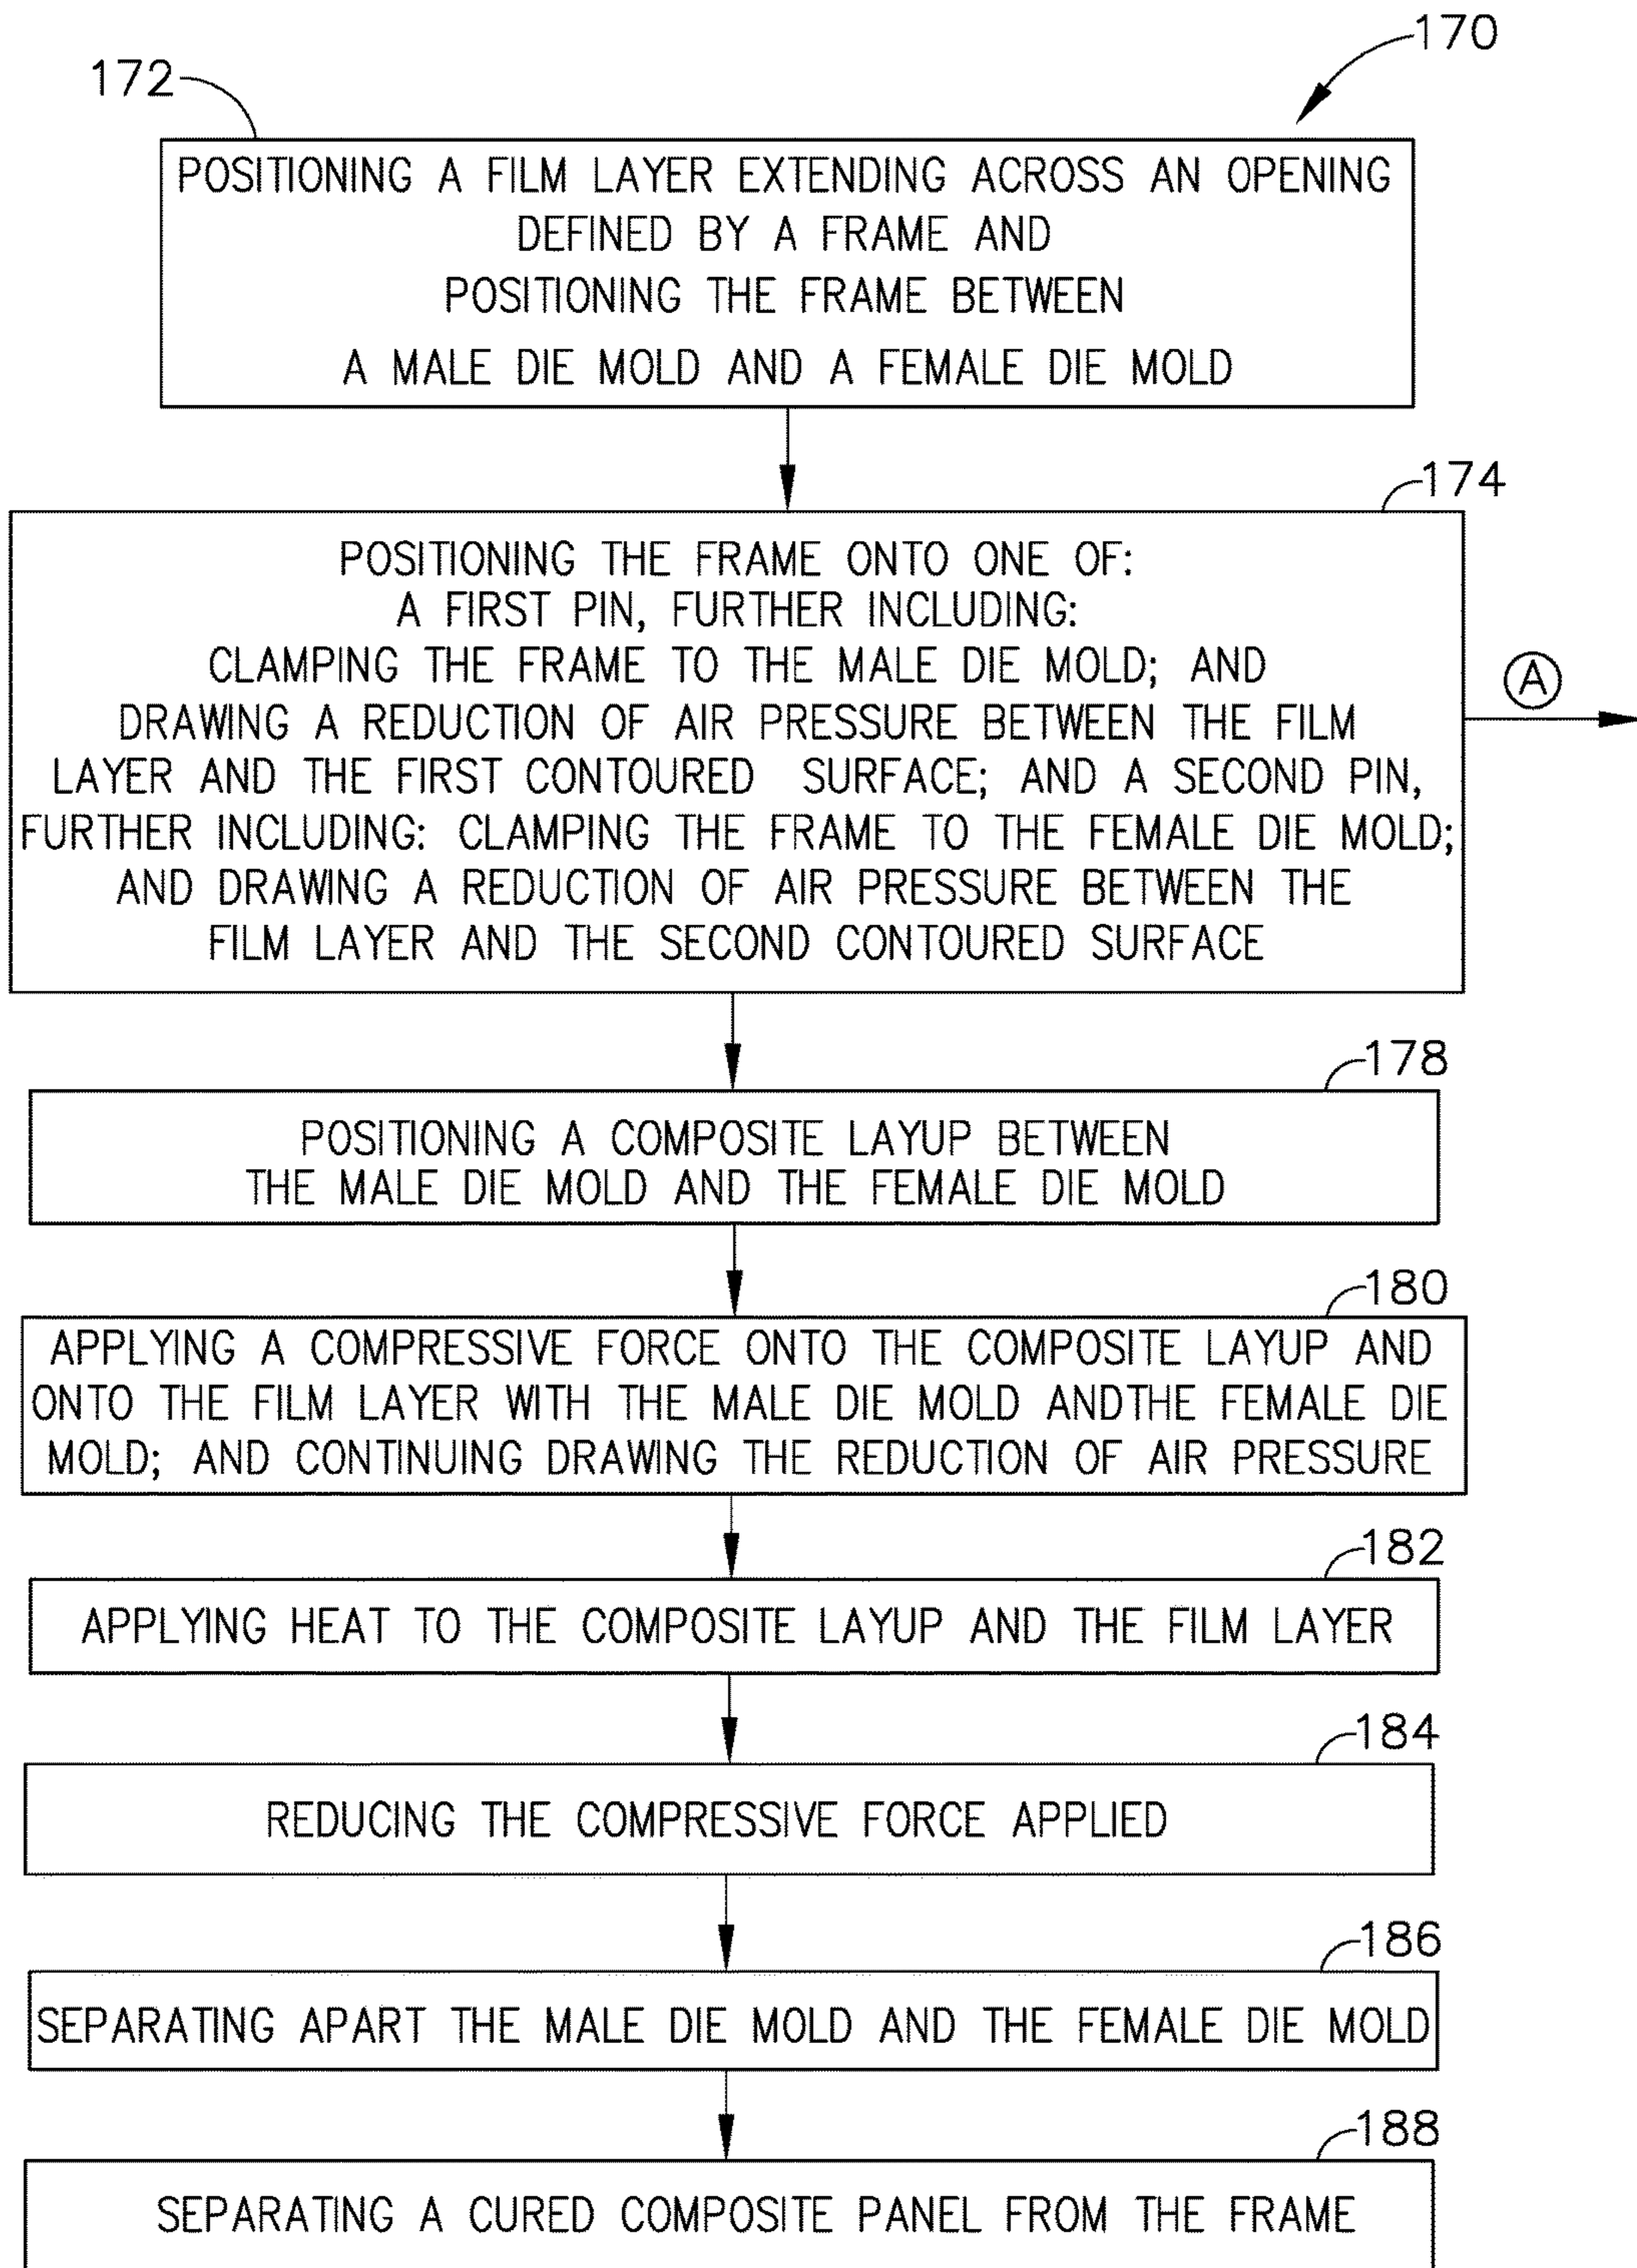 170
172
POSITIONING A FILM LAYER EXTENDING ACROSS AN OPENING
DEFINED BY A FRAME AND
POSITIONING THE FRAME BETWEEN
A MALE DIE MOLD AND A FEMALE DIE MOLD
174
POSITIONING THE FRAME ONTO ONE OF:
A FIRST PIN, FURTHER INCLUDING:
CLAMPING THE FRAME TO THE MALE DIE MOLD; AND
DRAWING A REDUCTION OF AIR PRESSURE BETWEEN THE FILM
LAYER AND THE FIRST CONTOURED SURFACE; AND A SECOND PIN,
FURTHER INCLUDING: CLAMPING THE FRAME TO THE FEMALE DIE MOLD;
AND DRAWING A REDUCTION OF AIR PRESSURE BETWEEN THE
FILM LAYER AND THE SECOND CONTOURED SURFACE
A
178
POSITIONING A COMPOSITE LAYUP BETWEEN
THE MALE DIE MOLD AND THE FEMALE DIE MOLD
180
APPLYING A COMPRESSIVE FORCE ONTO THE COMPOSITE LAYUP AND
ONTO THE FILM LAYER WITH THE MALE DIE MOLD ANDTHE FEMALE DIE
MOLD; AND CONTINUING DRAWING THE REDUCTION OF AIR PRESSURE
182
APPLYING HEAT TO THE COMPOSITE LAYUP AND THE FILM LAYER
184
REDUCING THE COMPRESSIVE FORCE APPLIED
186
SEPARATING APART THE MALE DIE MOLD AND THE FEMALE DIE MOLD
188
SEPARATING A CURED COMPOSITE PANEL FROM THE FRAME